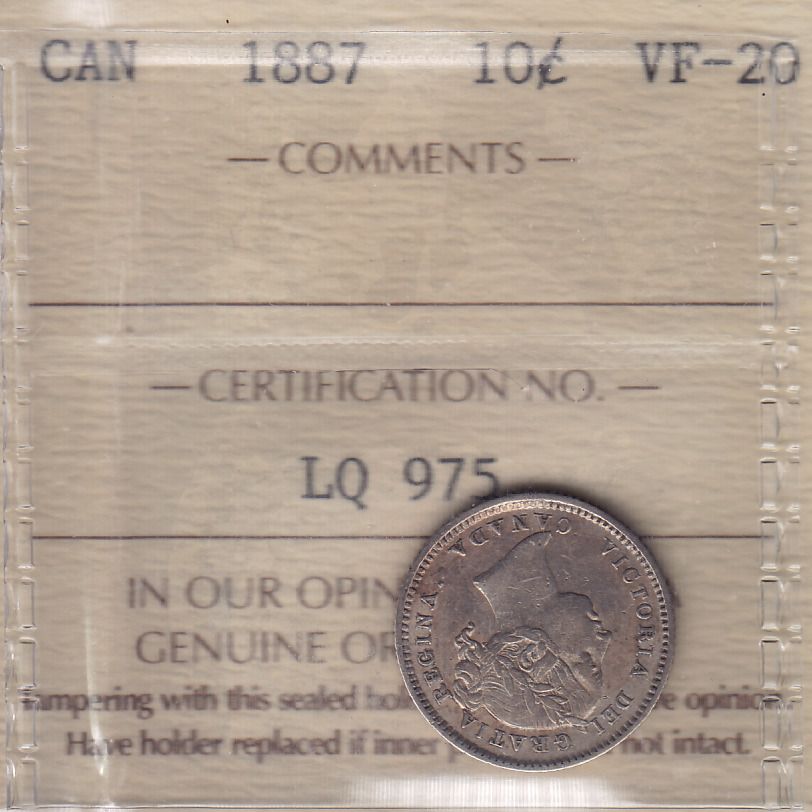 CAN 1887 10¢ VF-20
— COMMENTS —
— CERTIFICATION NO. —
LQ 975
IN OUR OPIN
GENUINE OR
Tampering with this sealed hol e opinion.
Have holder replaced if inner p not intact.
VICTORIA DEI GRATIA REGINA. CANADA